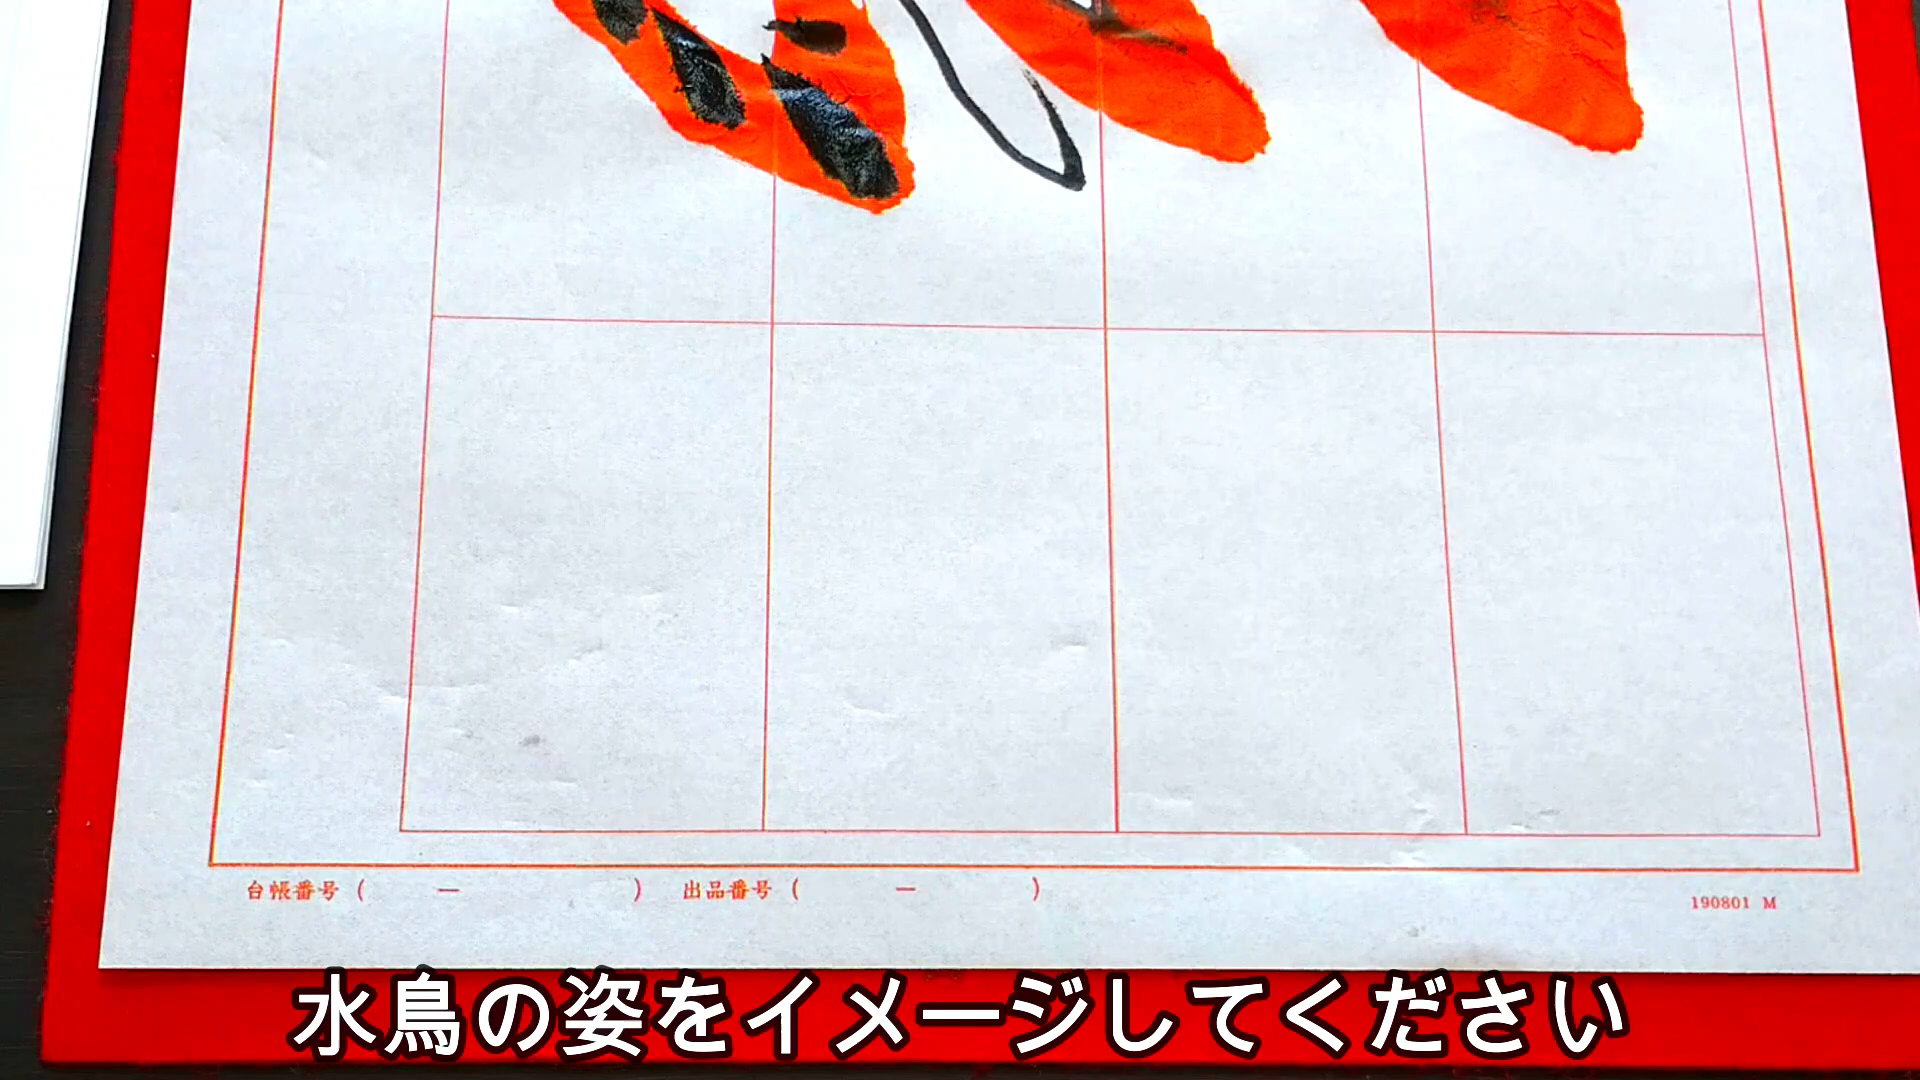 台帳番号（　　—　　　　）　出品番号（　　—　　　）
190801 M
水鳥の姿をイメージしてください